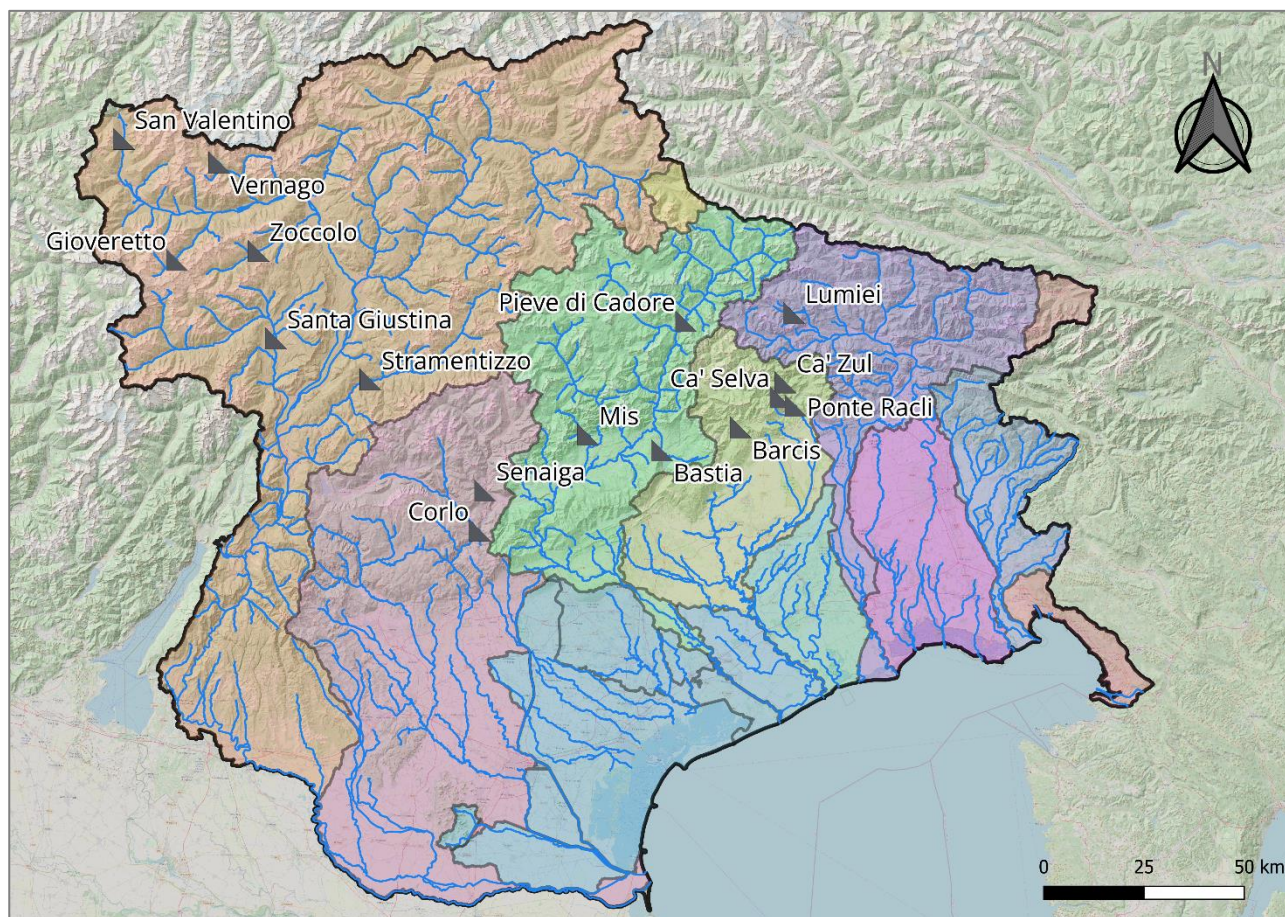 N
San Valentino
Vernago
Zoccolo
Gioveretto
Pieve di Cadore
Lumiei
Santa Giustina
Stramentizzo
Ca' Zul
Ca' Selva
Ponte Racli
Mis
Barcis
Senaiga
Bastia
Corlo
0 25 50 km